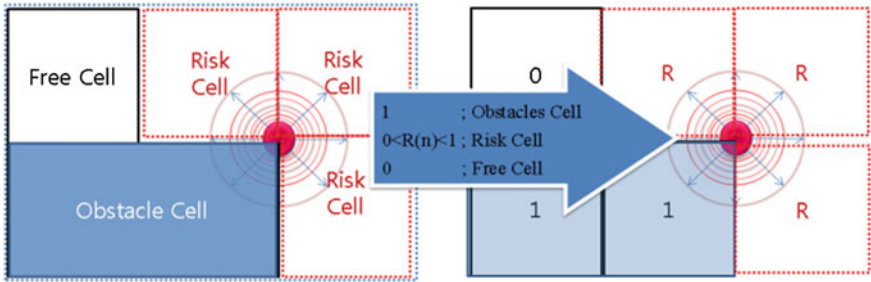 Free Cell
Risk
Cell
Risk
Cell
Obstacle Cell
Risk
Cell
1 ; Obstacles Cell
0<R(n)<1 ; Risk Cell
0 ; Free Cell
0
R
R
1
1
R